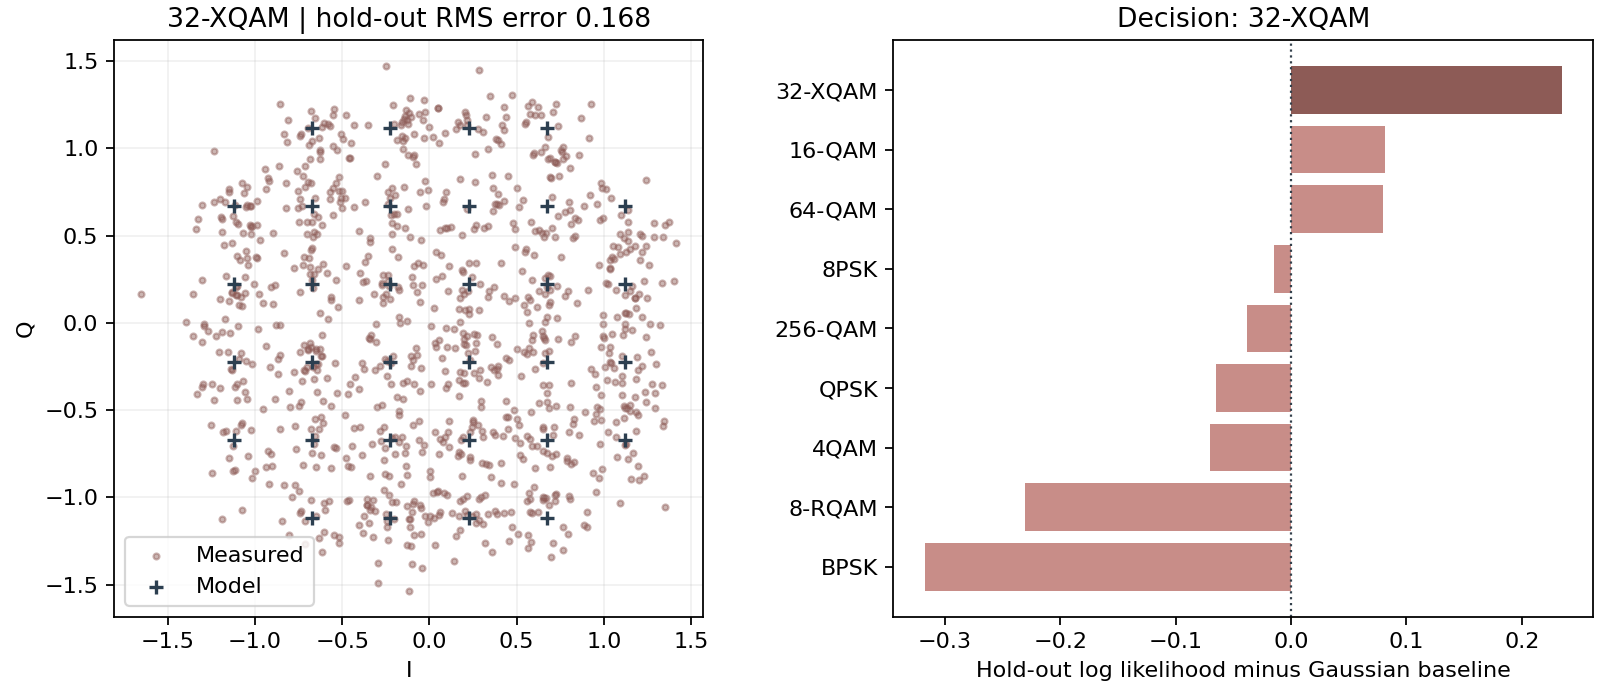 32-XQAM | hold-out RMS error 0.168
1.5
1.0
0.5
0.0
−0.5
−1.0
−1.5
Q
Measured
Model
−1.5 −1.0 −0.5 0.0 0.5 1.0 1.5
I
Decision: 32-XQAM
32-XQAM
16-QAM
64-QAM
8PSK
256-QAM
QPSK
4QAM
8-RQAM
BPSK
−0.3 −0.2 −0.1 0.0 0.1 0.2
Hold-out log likelihood minus Gaussian baseline